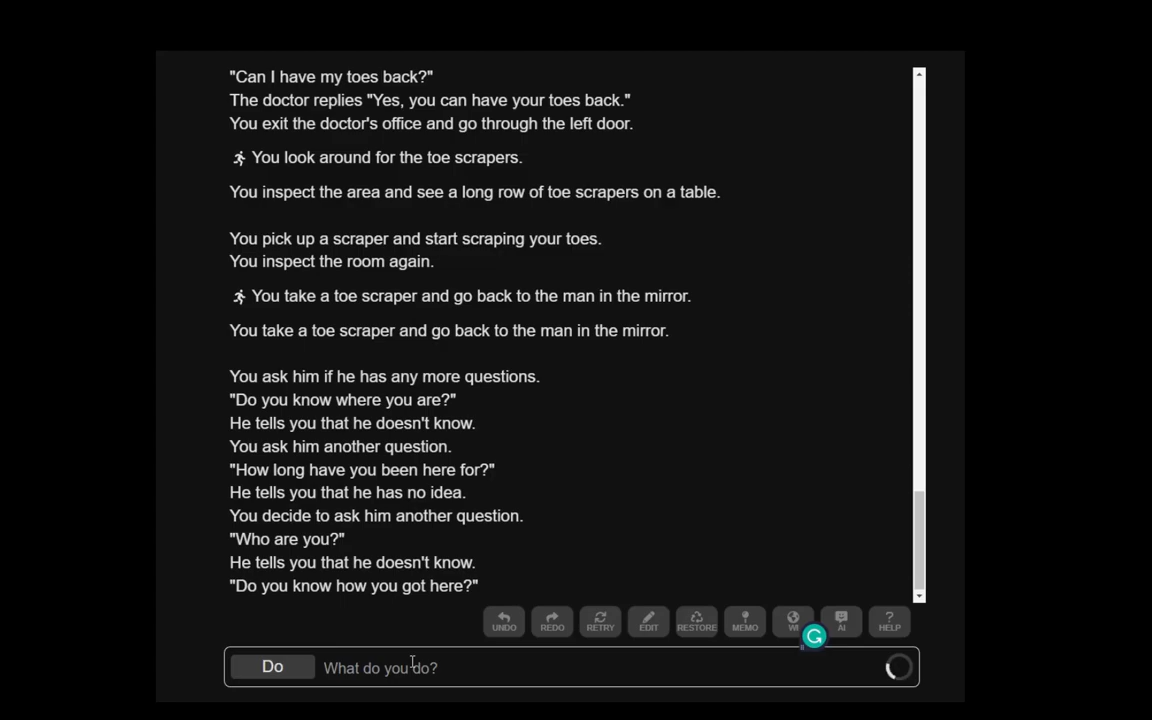 "Can I have my toes back?"
The doctor replies "Yes, you can have your toes back."
You exit the doctor's office and go through the left door.
You look around for the toe scrapers.
You inspect the area and see a long row of toe scrapers on a table.
You pick up a scraper and start scraping your toes.
You inspect the room again.
You take a toe scraper and go back to the man in the mirror.
You take a toe scraper and go back to the man in the mirror.
You ask him if he has any more questions.
"Do you know where you are?"
He tells you that he doesn't know.
You ask him another question.
"How long have you been here for?"
He tells you that he has no idea.
You decide to ask him another question.
"Who are you?"
He tells you that he doesn't know.
"Do you know how you got here?"
UNDO REDO RETRY EDIT RESTORE MEMO WI AI HELP
Do What do you do?